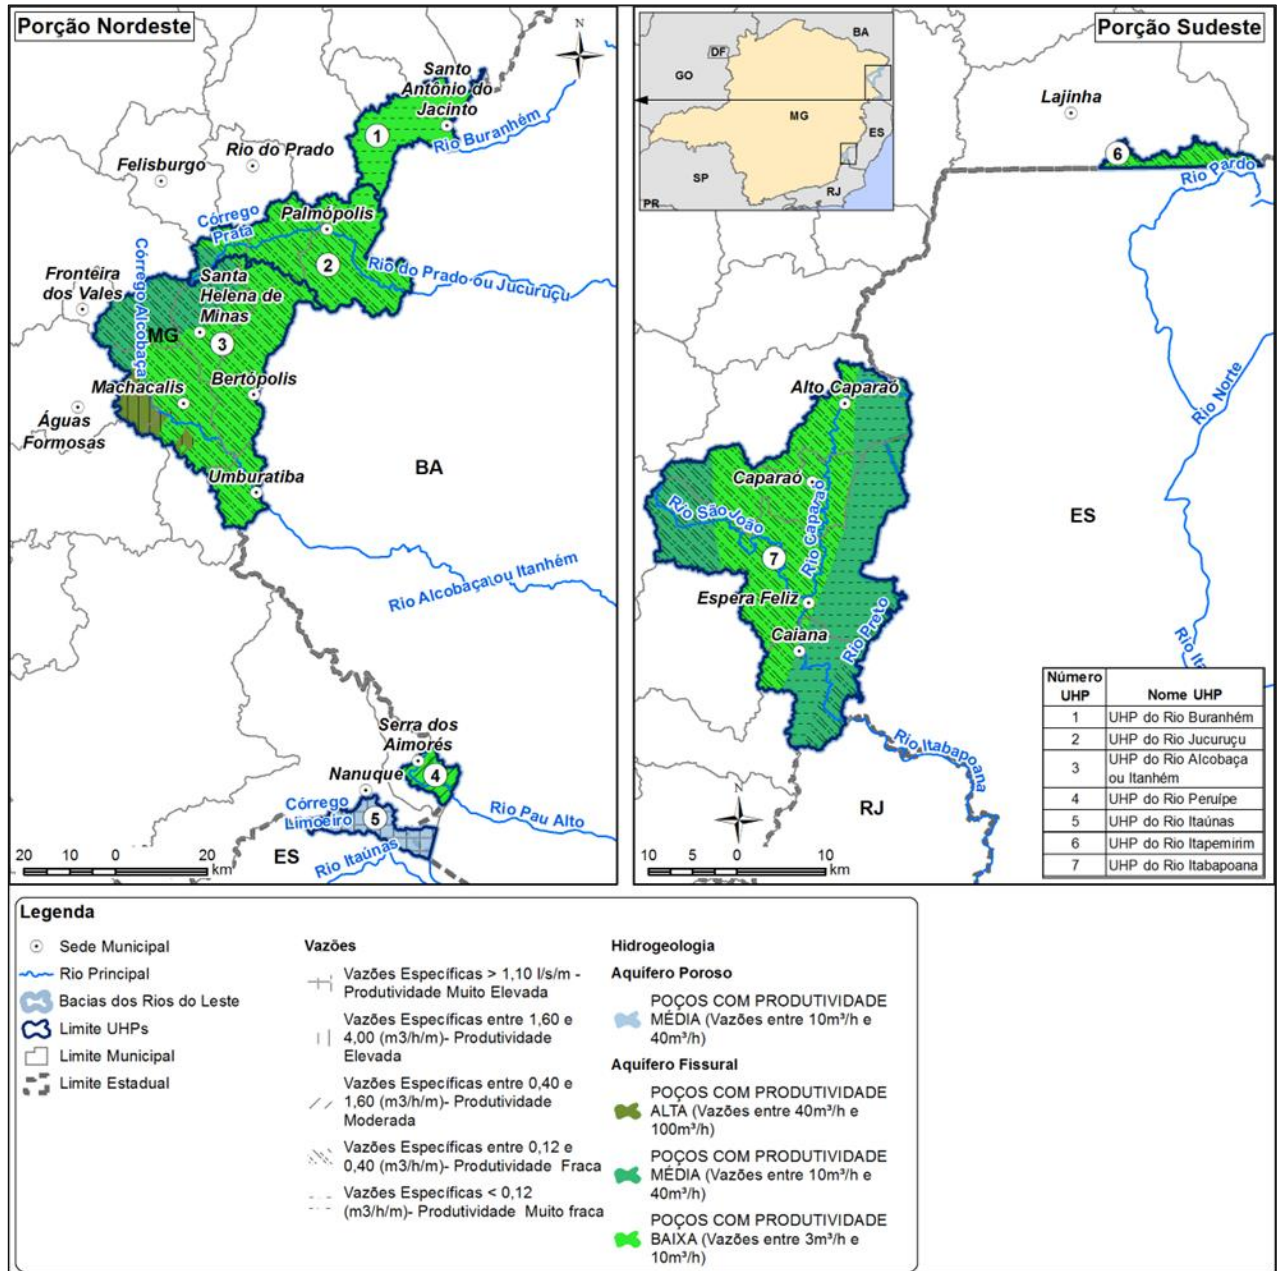 Porção Nordeste
N
Santo
Antônio do
Jacinto
1
Rio Buranhém
Rio do Prado
Felisburgo
Palmópolis
Córrego
Prata
2
Rio do Prado ou Jucuruçu
Fronteira
dos Vales
Córrego Alcobaça
Santa
Helena de
Minas
MG
3
Bertópolis
Machacalis
Águas
Formosas
Umburatiba
BA
Rio Alcobaça ou Itanhém
Serra dos
Aimorés
4
Nanuque
Córrego
Limoeiro
5
Rio Pau Alto
Rio Itaúnas
ES
20 10 0 20
km
Porção Sudeste
BA
DF
GO
MG
ES
SP
RJ
PR
Lajinha
6
Rio Pardo
Rio Norte
Alto Caparaó
Caparaó
Rio Caparaó
Rio São João
7
ES
Espera Feliz
Caiana
Rio Preto
Rio Ita
Rio Itabapoana
RJ
N
10 5 0 10
km
Número UHP Nome UHP
1 UHP do Rio Buranhém
2 UHP do Rio Jucuruçu
3 UHP do Rio Alcobaça
ou Itanhém
4 UHP do Rio Peruípe
5 UHP do Rio Itaúnas
6 UHP do Rio Itapemirim
7 UHP do Rio Itabapoana
Legenda
Sede Municipal
Rio Principal
Bacias dos Rios do Leste
Limite UHPs
Limite Municipal
Limite Estadual
Vazões
Vazões Específicas > 1,10 l/s/m -
Produtividade Muito Elevada
Vazões Específicas entre 1,60 e
4,00 (m3/h/m)- Produtividade
Elevada
Vazões Específicas entre 0,40 e
1,60 (m3/h/m)- Produtividade
Moderada
Vazões Específicas entre 0,12 e
0,40 (m3/h/m)- Produtividade Fraca
Vazões Específicas < 0,12
(m3/h/m)- Produtividade Muito fraca
Hidrogeologia
Aquífero Poroso
POÇOS COM PRODUTIVIDADE
MÉDIA (Vazões entre 10m³/h e
40m³/h)
Aquífero Fissural
POÇOS COM PRODUTIVIDADE
ALTA (Vazões entre 40m³/h e
100m³/h)
POÇOS COM PRODUTIVIDADE
MÉDIA (Vazões entre 10m³/h e
40m³/h)
POÇOS COM PRODUTIVIDADE
BAIXA (Vazões entre 3m³/h e
10m³/h)